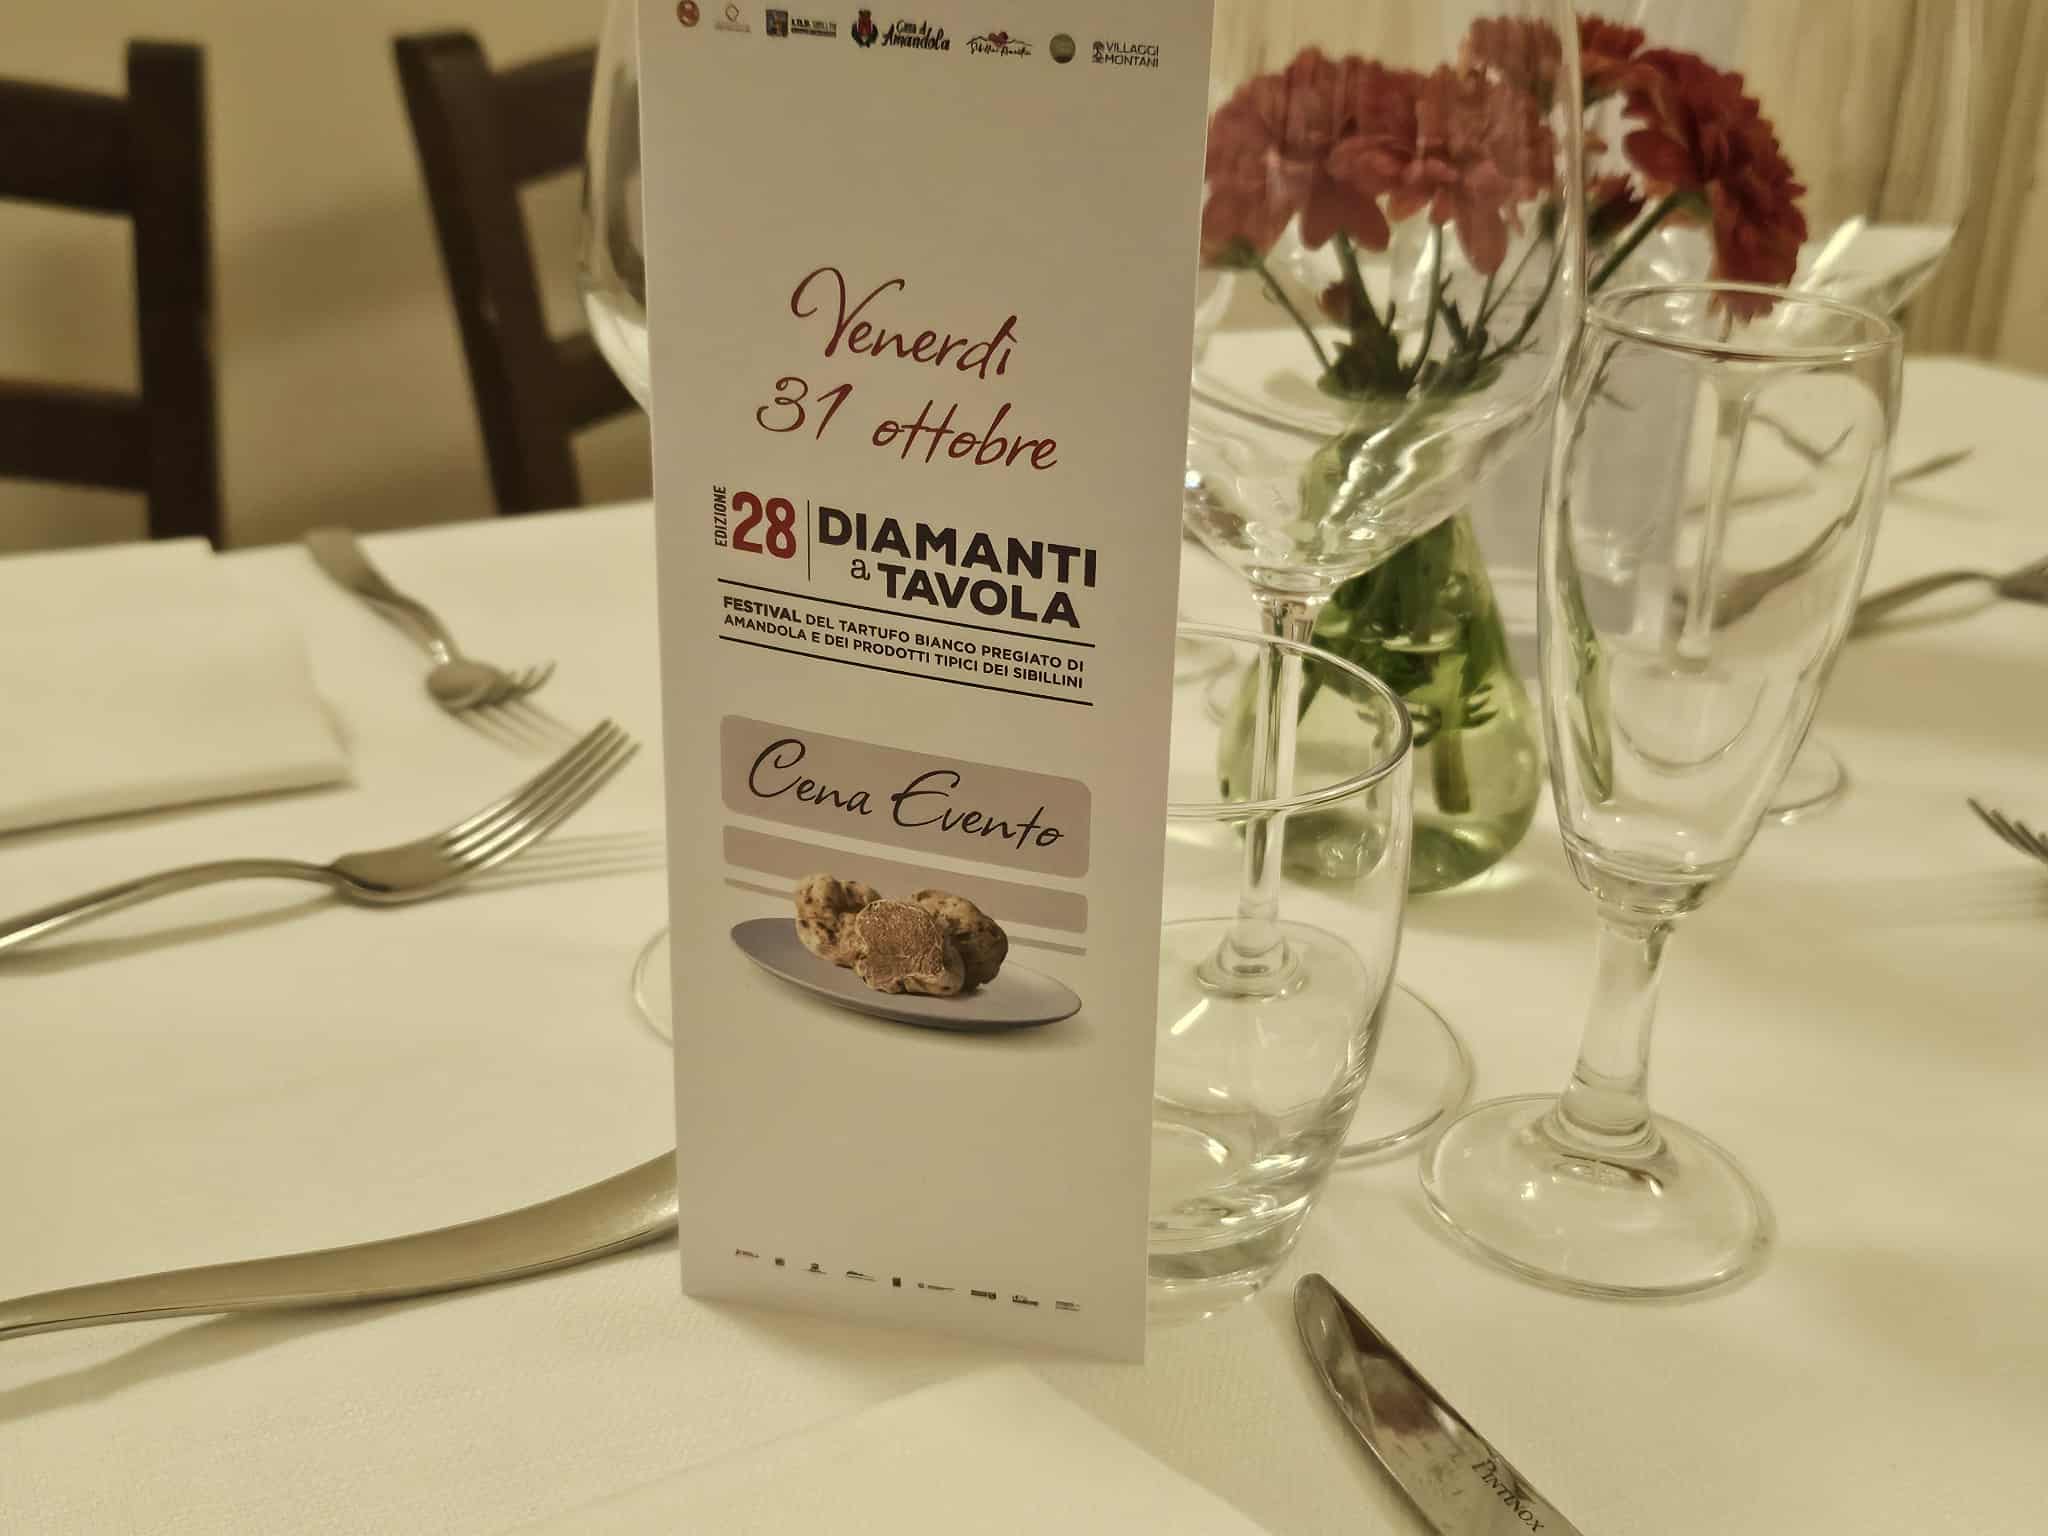 Città di
Amandola
VILLAGGI
MONTANI
Venerdì
31 ottobre
EDIZIONE
28
DIAMANTI
a TAVOLA
FESTIVAL DEL TARTUFO BIANCO PREGIATO DI
AMANDOLA E DEI PRODOTTI TIPICI DEI SIBILLINI
Cena Evento
PINTINOX